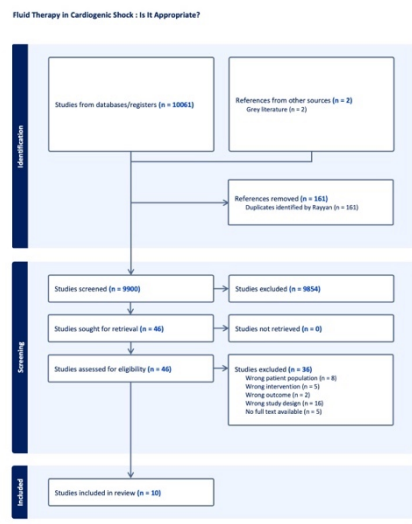 Fluid Therapy in Cardiogenic Shock : Is It Appropriate?
Identification
Studies from databases/registers (n = 10061)
References from other sources (n = 2)
Grey literature (n = 2)
References removed (n = 161)
Duplicates identified by Rayyan (n = 161)
Screening
Studies screened (n = 9900)
Studies excluded (n = 9854)
Studies sought for retrieval (n = 46)
Studies not retrieved (n = 0)
Studies assessed for eligibility (n = 46)
Studies excluded (n = 36)
Wrong patient population (n = 8)
Wrong intervention (n = 5)
Wrong outcome (n = 2)
Wrong study design (n = 16)
No full text available (n = 5)
Included
Studies included in review (n = 10)